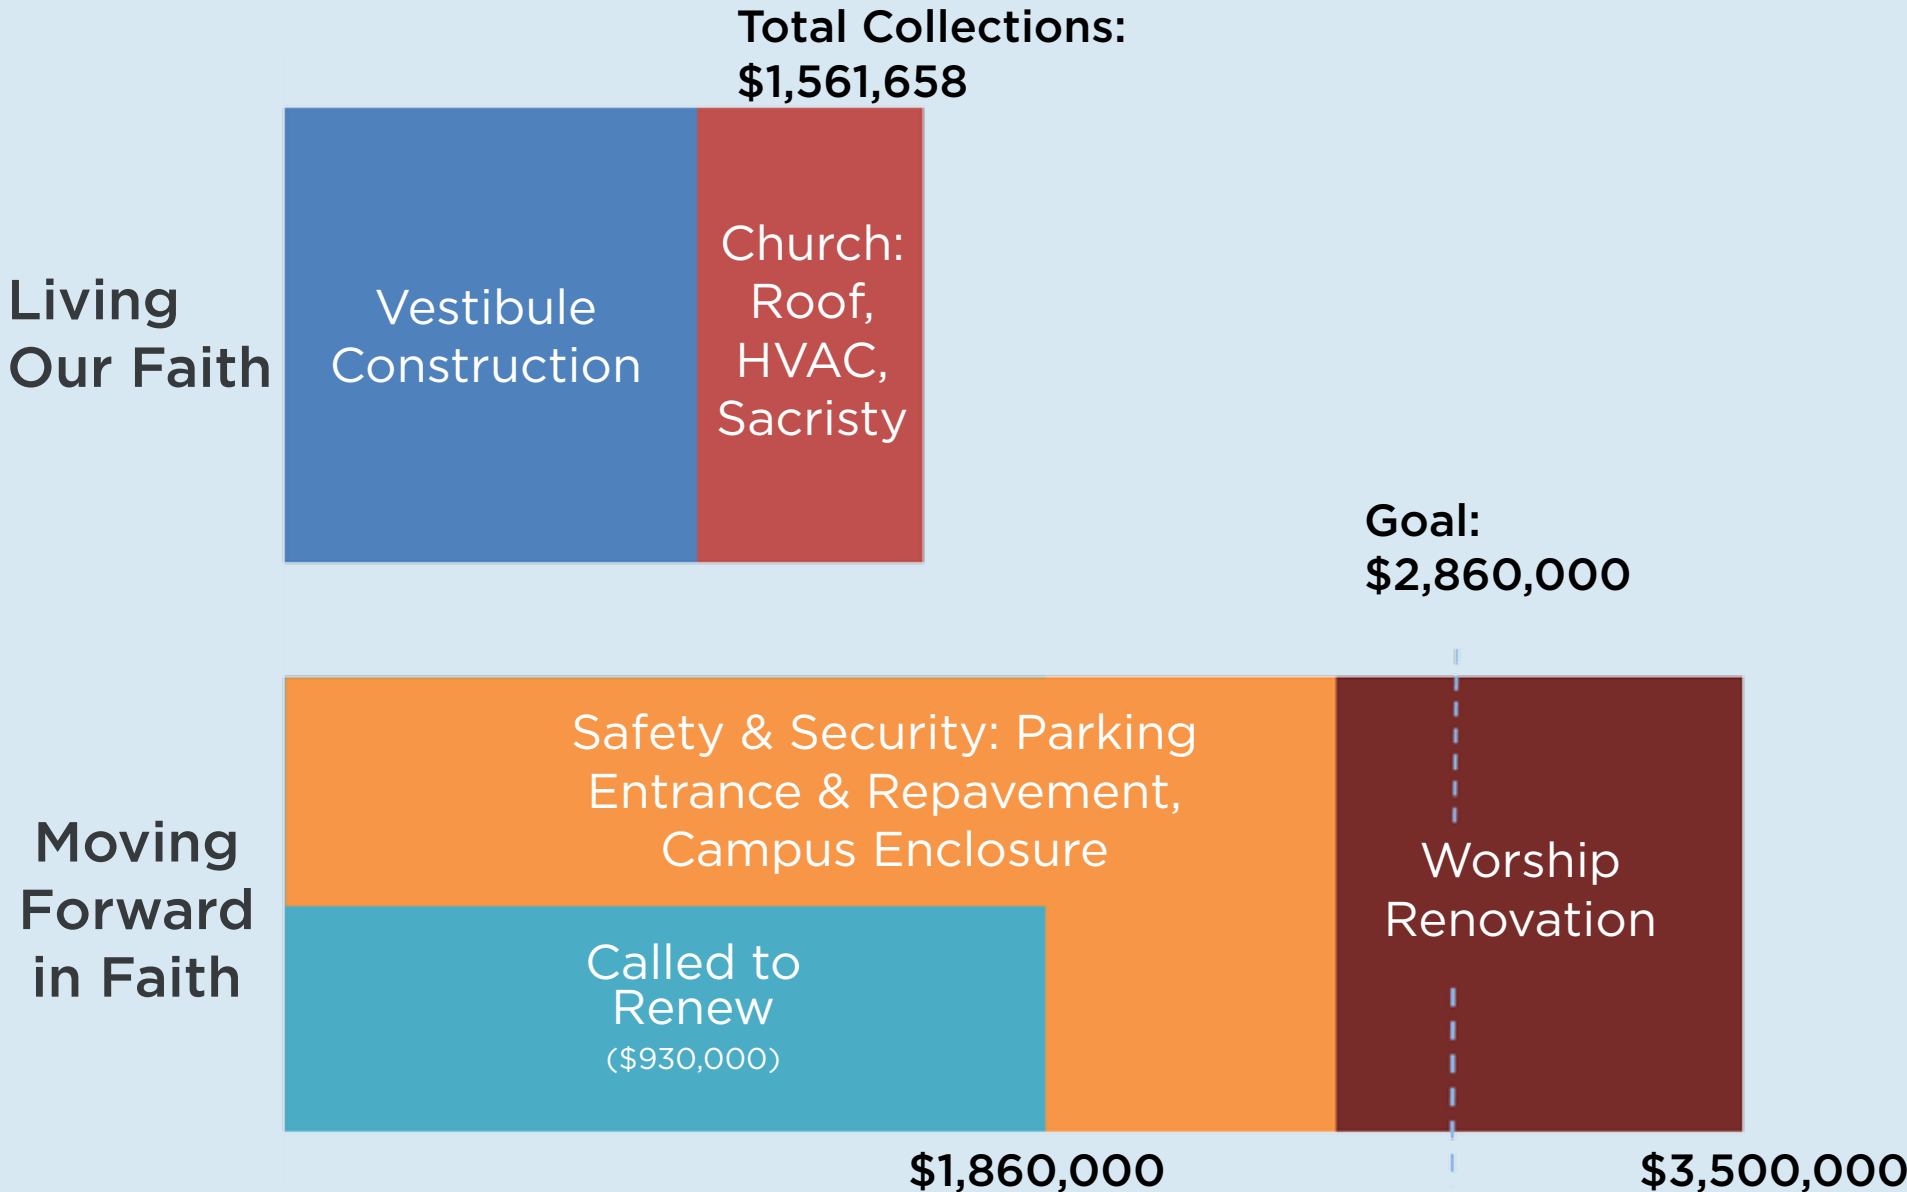 Total Collections:
$1,561,658
Living
Our Faith
Vestibule
Construction
Church:
Roof,
HVAC,
Sacristy
Goal:
$2,860,000
Moving
Forward
in Faith
Safety & Security: Parking
Entrance & Repavement,
Campus Enclosure
Called to
Renew
($930,000)
Worship
Renovation
$1,860,000
$3,500,000